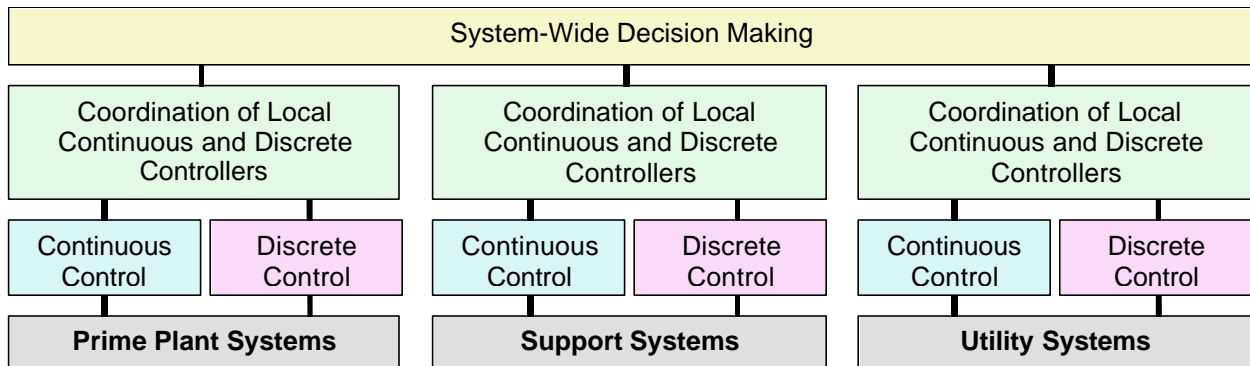 System-Wide Decision Making
Coordination of Local
Continuous and Discrete
Controllers
Coordination of Local
Continuous and Discrete
Controllers
Coordination of Local
Continuous and Discrete
Controllers
Continuous
Control
Discrete
Control
Continuous
Control
Discrete
Control
Continuous
Control
Discrete
Control
Prime Plant Systems
Support Systems
Utility Systems